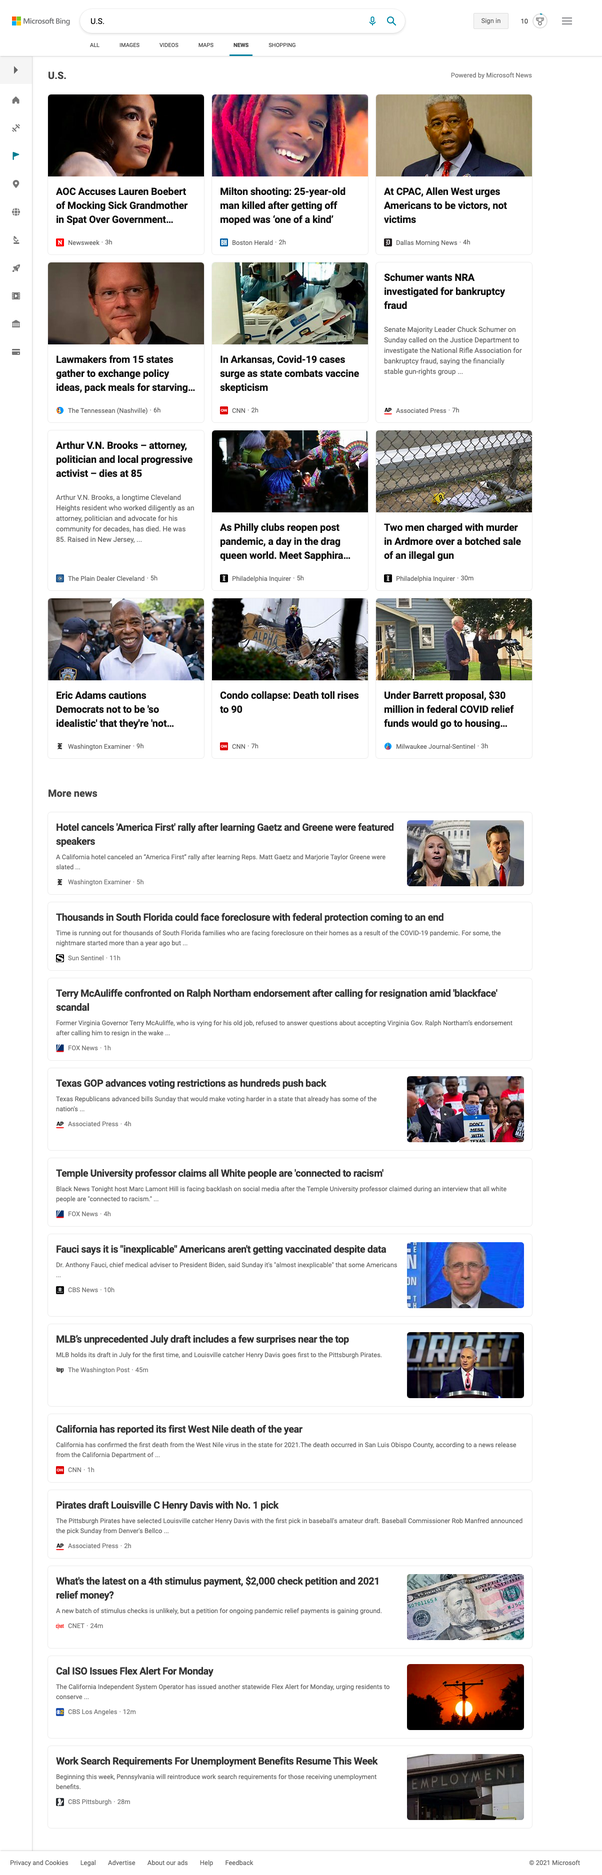 Microsoft Bing
U.S.
Sign in
10
ALL IMAGES VIDEOS MAPS NEWS SHOPPING
U.S.
Powered by Microsoft News
AOC Accuses Lauren Boebert
of Mocking Sick Grandmother
in Spat Over Government...
Newsweek · 3h
Milton shooting: 25-year-old
man killed after getting off
moped was ‘one of a kind’
Boston Herald · 2h
At CPAC, Allen West urges
Americans to be victors, not
victims
Dallas Morning News · 4h
Lawmakers from 15 states
gather to exchange policy
ideas, pack meals for starving...
The Tennessean (Nashville) · 6h
In Arkansas, Covid-19 cases
surge as state combats vaccine
skepticism
CNN · 2h
Schumer wants NRA
investigated for bankruptcy
fraud
Senate Majority Leader Chuck Schumer on
Sunday called on the Justice Department to
investigate the National Rifle Association for
bankruptcy fraud, saying the financially
stable gun-rights group ...
AP Associated Press · 7h
Arthur V.N. Brooks – attorney,
politician and local progressive
activist – dies at 85
Arthur V.N. Brooks, a longtime Cleveland
Heights resident who worked diligently as an
attorney, politician and advocate for his
community for decades, has died. He was
85. Raised in New Jersey, ...
The Plain Dealer Cleveland · 5h
As Philly clubs reopen post
pandemic, a day in the drag
queen world. Meet Sapphira...
Philadelphia Inquirer · 5h
Two men charged with murder
in Ardmore over a botched sale
of an illegal gun
Philadelphia Inquirer · 30m
Eric Adams cautions
Democrats not to be 'so
idealistic' that they're 'not...
Washington Examiner · 9h
ALPHA
Condo collapse: Death toll rises
to 90
CNN · 7h
Under Barrett proposal, $30
million in federal COVID relief
funds would go to housing...
Milwaukee Journal-Sentinel · 3h
More news
Hotel cancels 'America First' rally after learning Gaetz and Greene were featured
speakers
A California hotel canceled an “America First” rally after learning Reps. Matt Gaetz and Marjorie Taylor Greene were
slated ...
Washington Examiner · 5h
Thousands in South Florida could face foreclosure with federal protection coming to an end
Time is running out for thousands of South Florida families who are facing foreclosure on their homes as a result of the COVID-19 pandemic. For some, the
nightmare started more than a year ago but ...
Sun Sentinel · 11h
Terry McAuliffe confronted on Ralph Northam endorsement after calling for resignation amid 'blackface'
scandal
Former Virginia Governor Terry McAuliffe, who is vying for his old job, refused to answer questions about accepting Virginia Gov. Ralph Northam's endorsement
after calling him to resign in the wake ...
FOX News · 1h
Texas GOP advances voting restrictions as hundreds push back
Texas Republicans advanced bills Sunday that would make voting harder in a state that already has some of the
nation's ...
AP Associated Press · 4h
DON'T
MESS
WITH
TEXAS
Temple University professor claims all White people are 'connected to racism'
Black News Tonight host Marc Lamont Hill is facing backlash on social media after the Temple University professor claimed during an interview that all white
people are "connected to racism." ...
FOX News · 4h
Fauci says it is "inexplicable" Americans aren't getting vaccinated despite data
Dr. Anthony Fauci, chief medical adviser to President Biden, said Sunday it's "almost inexplicable" that some Americans
...
CBS News · 10h
MLB's unprecedented July draft includes a few surprises near the top
MLB holds its draft in July for the first time, and Louisville catcher Henry Davis goes first to the Pittsburgh Pirates.
wp The Washington Post · 45m
DRAFT
California has reported its first West Nile death of the year
California has confirmed the first death from the West Nile virus in the state for 2021.The death occurred in San Luis Obispo County, according to a news release
from the California Department of ...
CNN · 1h
Pirates draft Louisville C Henry Davis with No. 1 pick
The Pittsburgh Pirates have selected Louisville catcher Henry Davis with the first pick in baseball's amateur draft. Baseball Commissioner Rob Manfred announced
the pick Sunday from Denver's Bellco ...
AP Associated Press · 2h
What's the latest on a 4th stimulus payment, $2,000 check petition and 2021
relief money?
A new batch of stimulus checks is unlikely, but a petition for ongoing pandemic relief payments is gaining ground.
CNET · 24m
Cal ISO Issues Flex Alert For Monday
The California Independent System Operator has issued another statewide Flex Alert for Monday, urging residents to
conserve ...
CBS Los Angeles · 12m
Work Search Requirements For Unemployment Benefits Resume This Week
Beginning this week, Pennsylvania will reintroduce work search requirements for those receiving unemployment
benefits.
CBS Pittsburgh · 28m
EMPLOYMENT
Privacy and Cookies Legal Advertise About our ads Help Feedback
© 2021 Microsoft